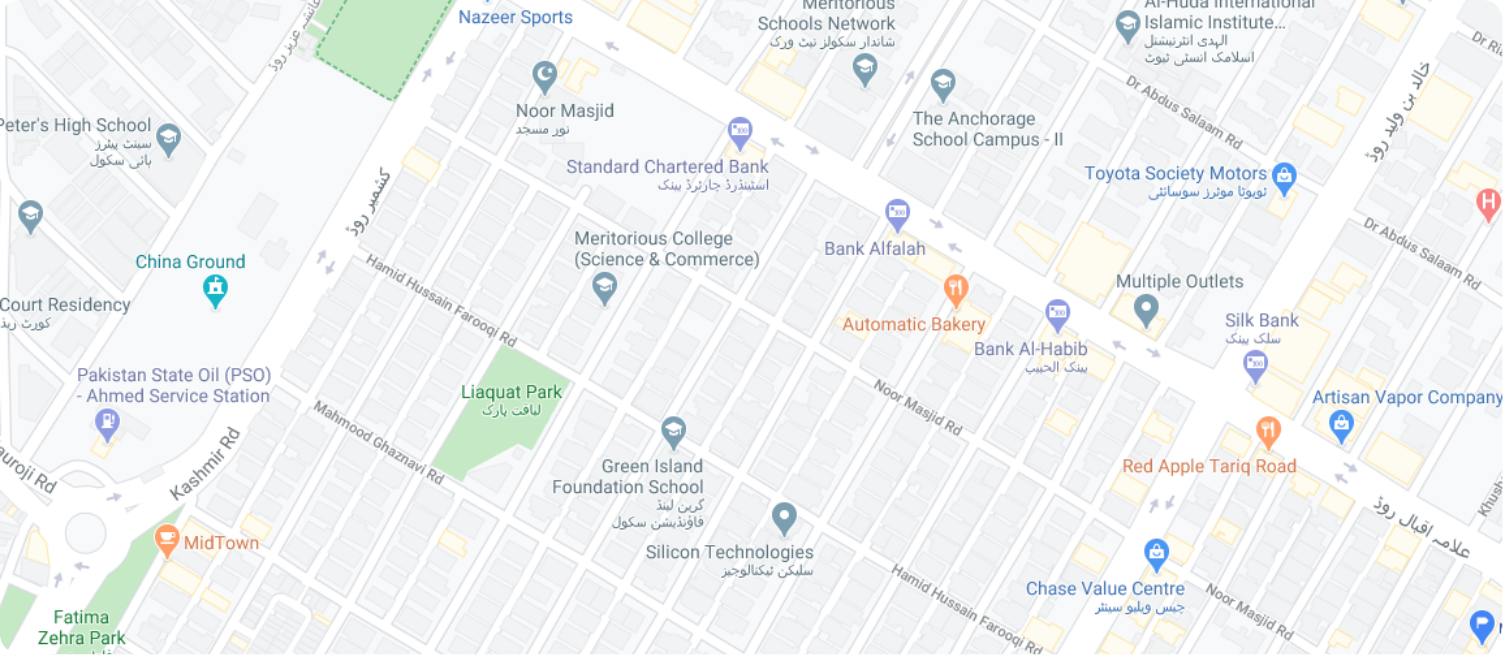 Nazeer Sports
Meritorious
Schools Network
شاندار سکولز نیٹ ورک
Al-Huda International
Islamic Institute...
الہدی انٹرنیشنل
اسلامک انسٹی ٹیوٹ
عائشہ عزیز روڈ
Noor Masjid
نور مسجد
The Anchorage
School Campus - II
Dr Abdus Salaam Rd
خالد بن ولید روڈ
Peter's High School
سینٹ پیٹرز
ہائی سکول
Standard Chartered Bank
اسٹینڈرڈ چارٹرڈ بینک
Toyota Society Motors
ٹویوٹا موٹرز سوسائٹی
کشمیر روڈ
Meritorious College
(Science & Commerce)
Bank Alfalah
Dr Abdus Salaam Rd
China Ground
Hamid Hussain Farooqi Rd
Multiple Outlets
Court Residency
Automatic Bakery
Silk Bank
سلک بینک
Bank Al-Habib
بینک الحبیب
Pakistan State Oil (PSO)
- Ahmed Service Station
Liaquat Park
لیاقت پارک
Noor Masjid Rd
Artisan Vapor Company
Mahmood Ghaznavi Rd
Kashmir Rd
Green Island
Foundation School
گرین لینڈ
فاؤنڈیشن سکول
Red Apple Tariq Road
علامہ اقبال روڈ
MidTown
Silicon Technologies
سلیکن ٹیکنالوجیز
Hamid Hussain Farooqi Rd
Chase Value Centre
چیس ویلیو سینٹر
Noor Masjid Rd
Fatima
Zehra Park